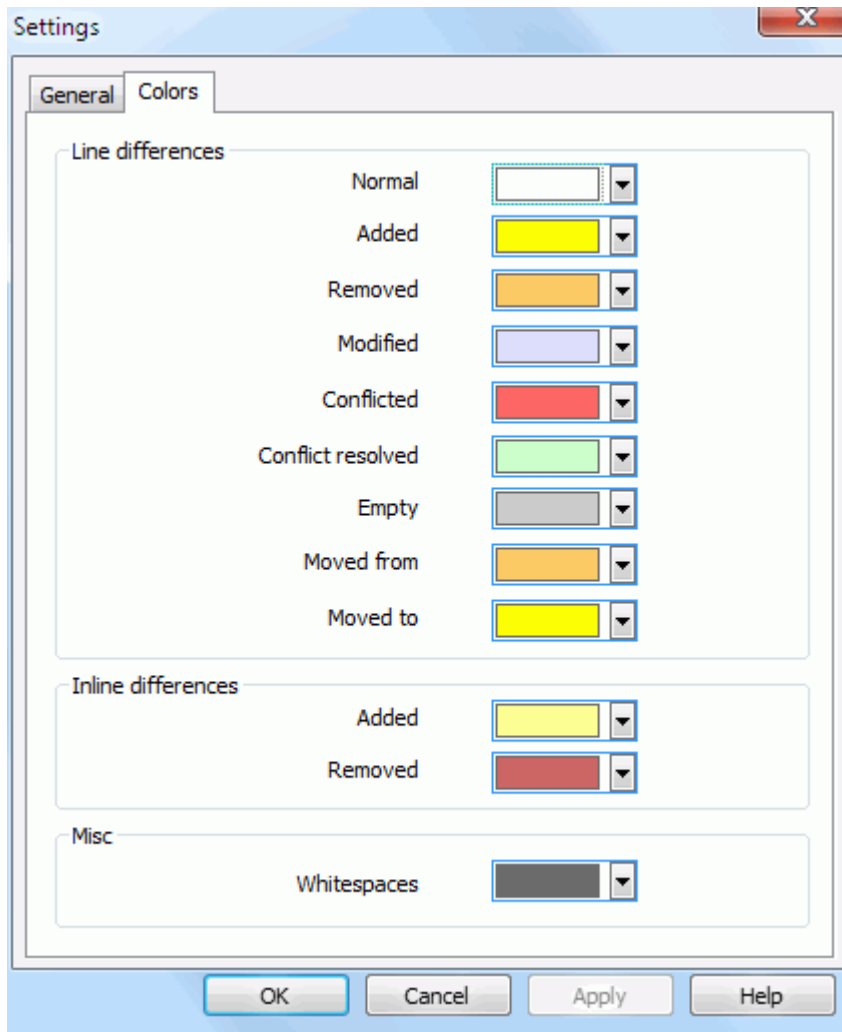 Settings
General Colors
Line differences
Normal
Added
Removed
Modified
Conflicted
Conflict resolved
Empty
Moved from
Moved to
Inline differences
Added
Removed
Misc
Whitespaces
OK Cancel Apply Help